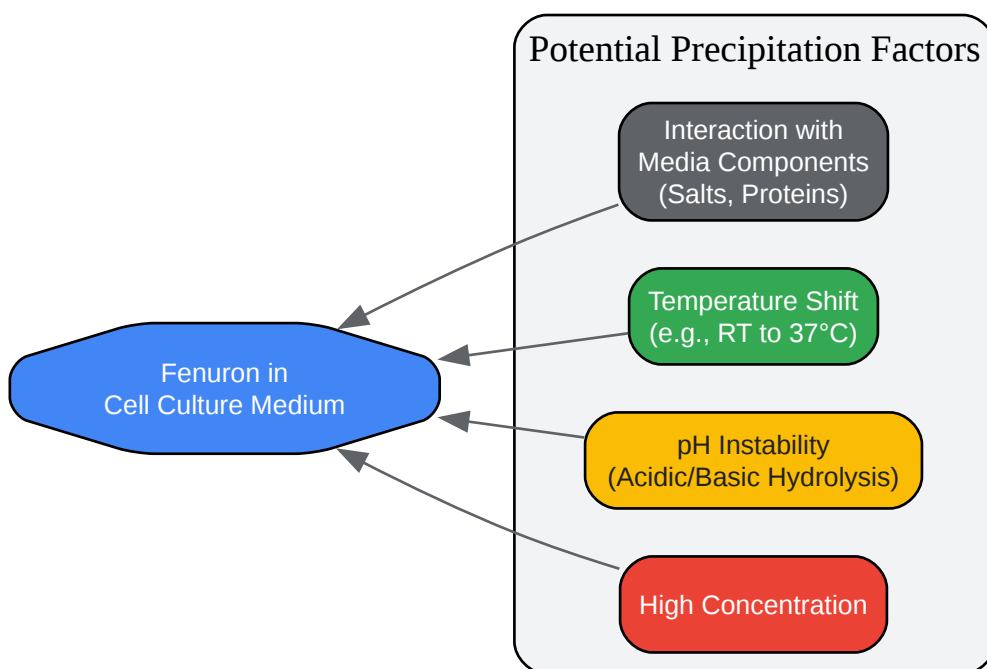 Potential Precipitation Factors
Interaction with
Media Components
(Salts, Proteins)
Temperature Shift
(e.g., RT to 37°C)
Fenuron in
Cell Culture Medium
pH Instability
(Acidic/Basic Hydrolysis)
High Concentration